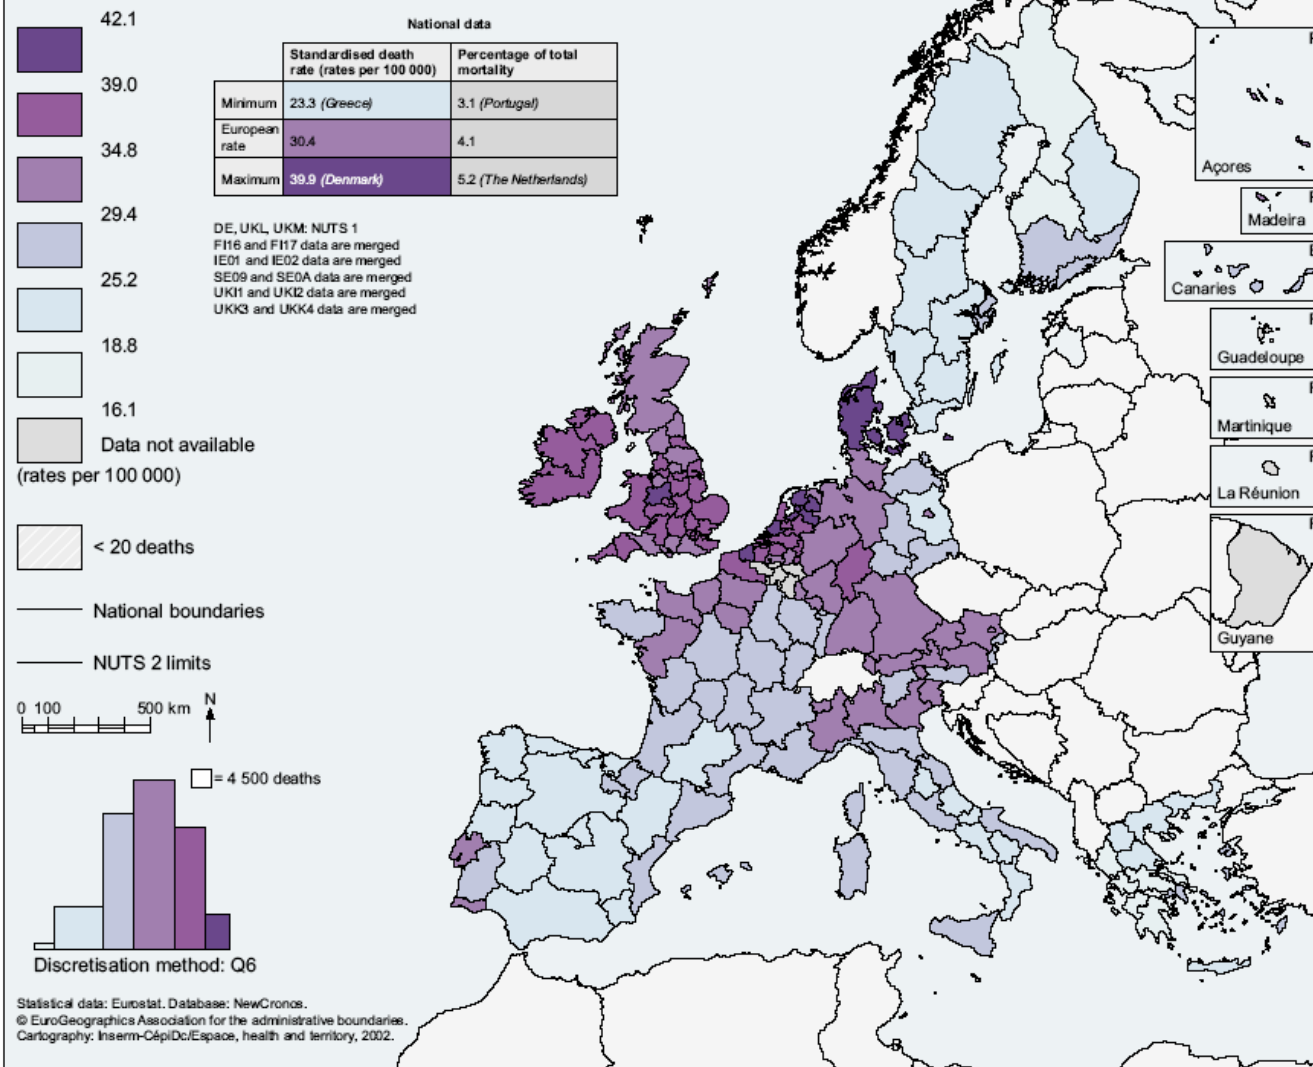 42.1
39.0
34.8
29.4
25.2
18.8
16.1
Data not available
(rates per 100 000)
< 20 deaths
National boundaries
NUTS 2 limits
0 100 500 km N
= 4 500 deaths
Discretisation method: Q6
Statistical data: Eurostat. Database: NewCronos.
© EuroGeographics Association for the administrative boundaries.
Cartography: Inserm-CépiDc/Espace, health and territory, 2002.
National data
Standardised death Percentage of total
rate (rates per 100 000) mortality
Minimum 23.3 (Greece) 3.1 (Portugal)
European
rate 30.4 4.1
Maximum 39.9 (Denmark) 5.2 (The Netherlands)
DE, UKL, UKM: NUTS 1
FI16 and FI17 data are merged
IE01 and IE02 data are merged
SE09 and SE0A data are merged
UKI1 and UKI2 data are merged
UKK3 and UKK4 data are merged
Açores
Madeira
Canaries
Guadeloupe
Martinique
La Réunion
Guyane